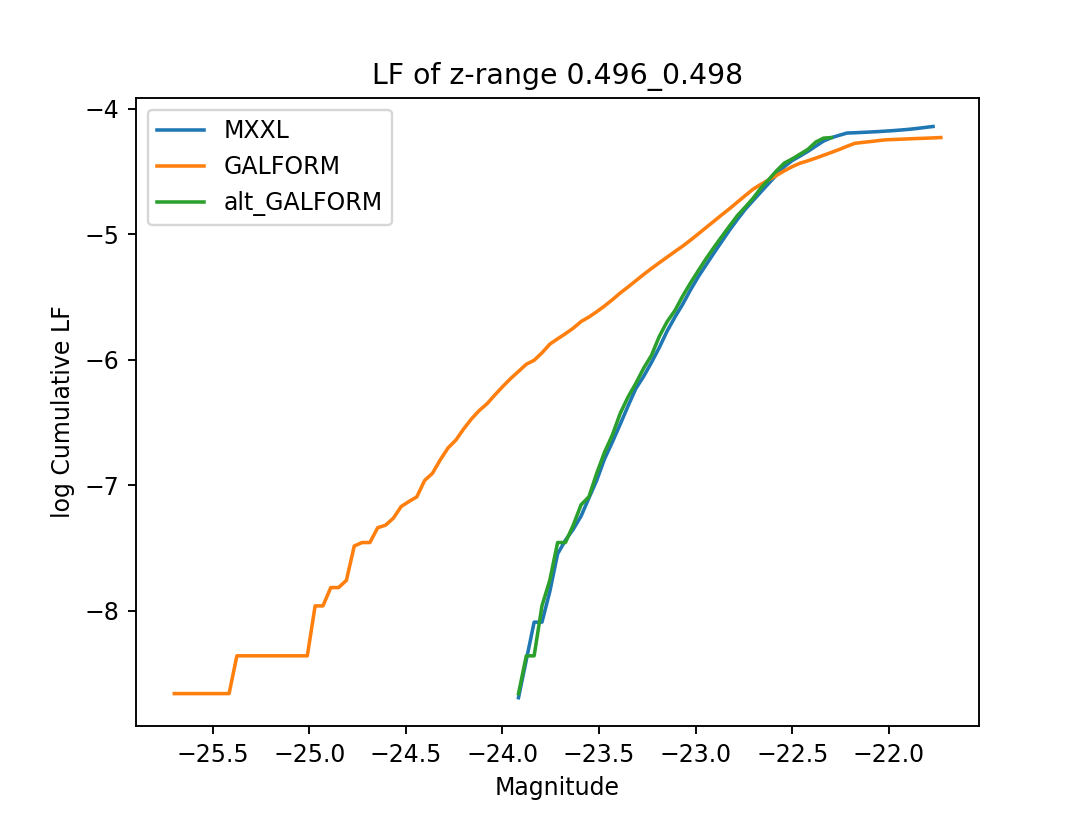 LF of z-range 0.496_0.498
MXXL
GALFORM
alt_GALFORM
−4
−5
−6
−7
−8
log Cumulative LF
−25.5 −25.0 −24.5 −24.0 −23.5 −23.0 −22.5 −22.0
Magnitude